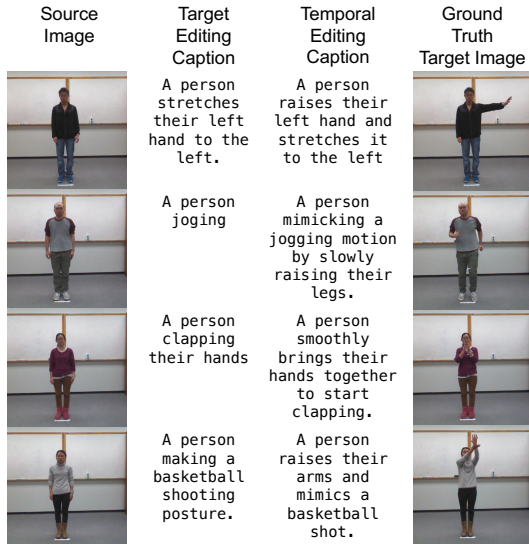 Source
Image
Target
Editing
Caption
Temporal
Editing
Caption
Ground
Truth
Target Image
A person
stretches
their left
hand to the
left.
A person
raises their
left hand and
stretches it
to the left
A person
joging
A person
mimicking a
jogging motion
by slowly
raising their
legs.
A person
clapping
their hands
A person
smoothly
brings their
hands together
to start
clapping.
A person
making a
basketball
shooting
posture.
A person
raises their
arms and
mimics a
basketball
shot.